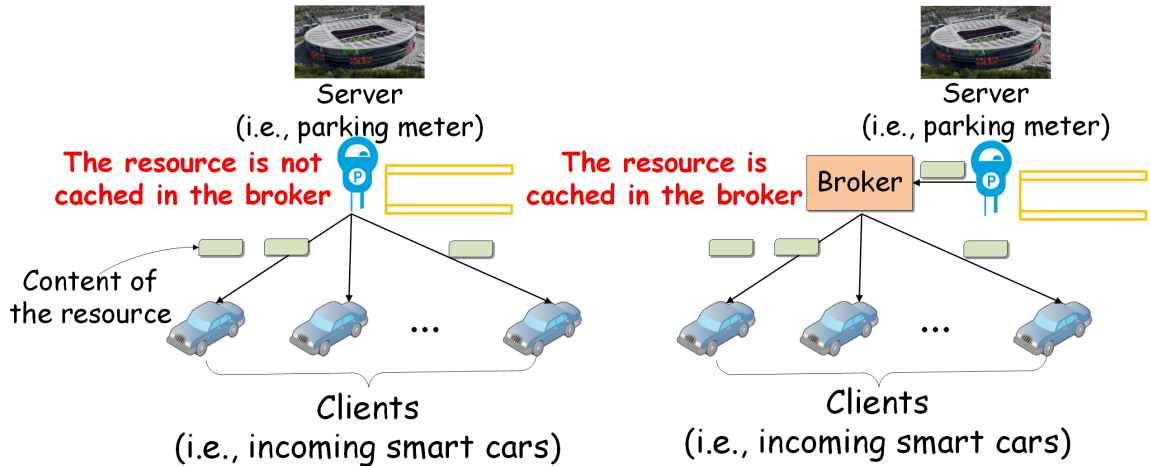 Server
(i.e., parking meter)
The resource is not
cached in the broker
P
Content of
the resource
...
Clients
(i.e., incoming smart cars)
Server
(i.e., parking meter)
The resource is
cached in the broker
Broker
P
...
Clients
(i.e., incoming smart cars)